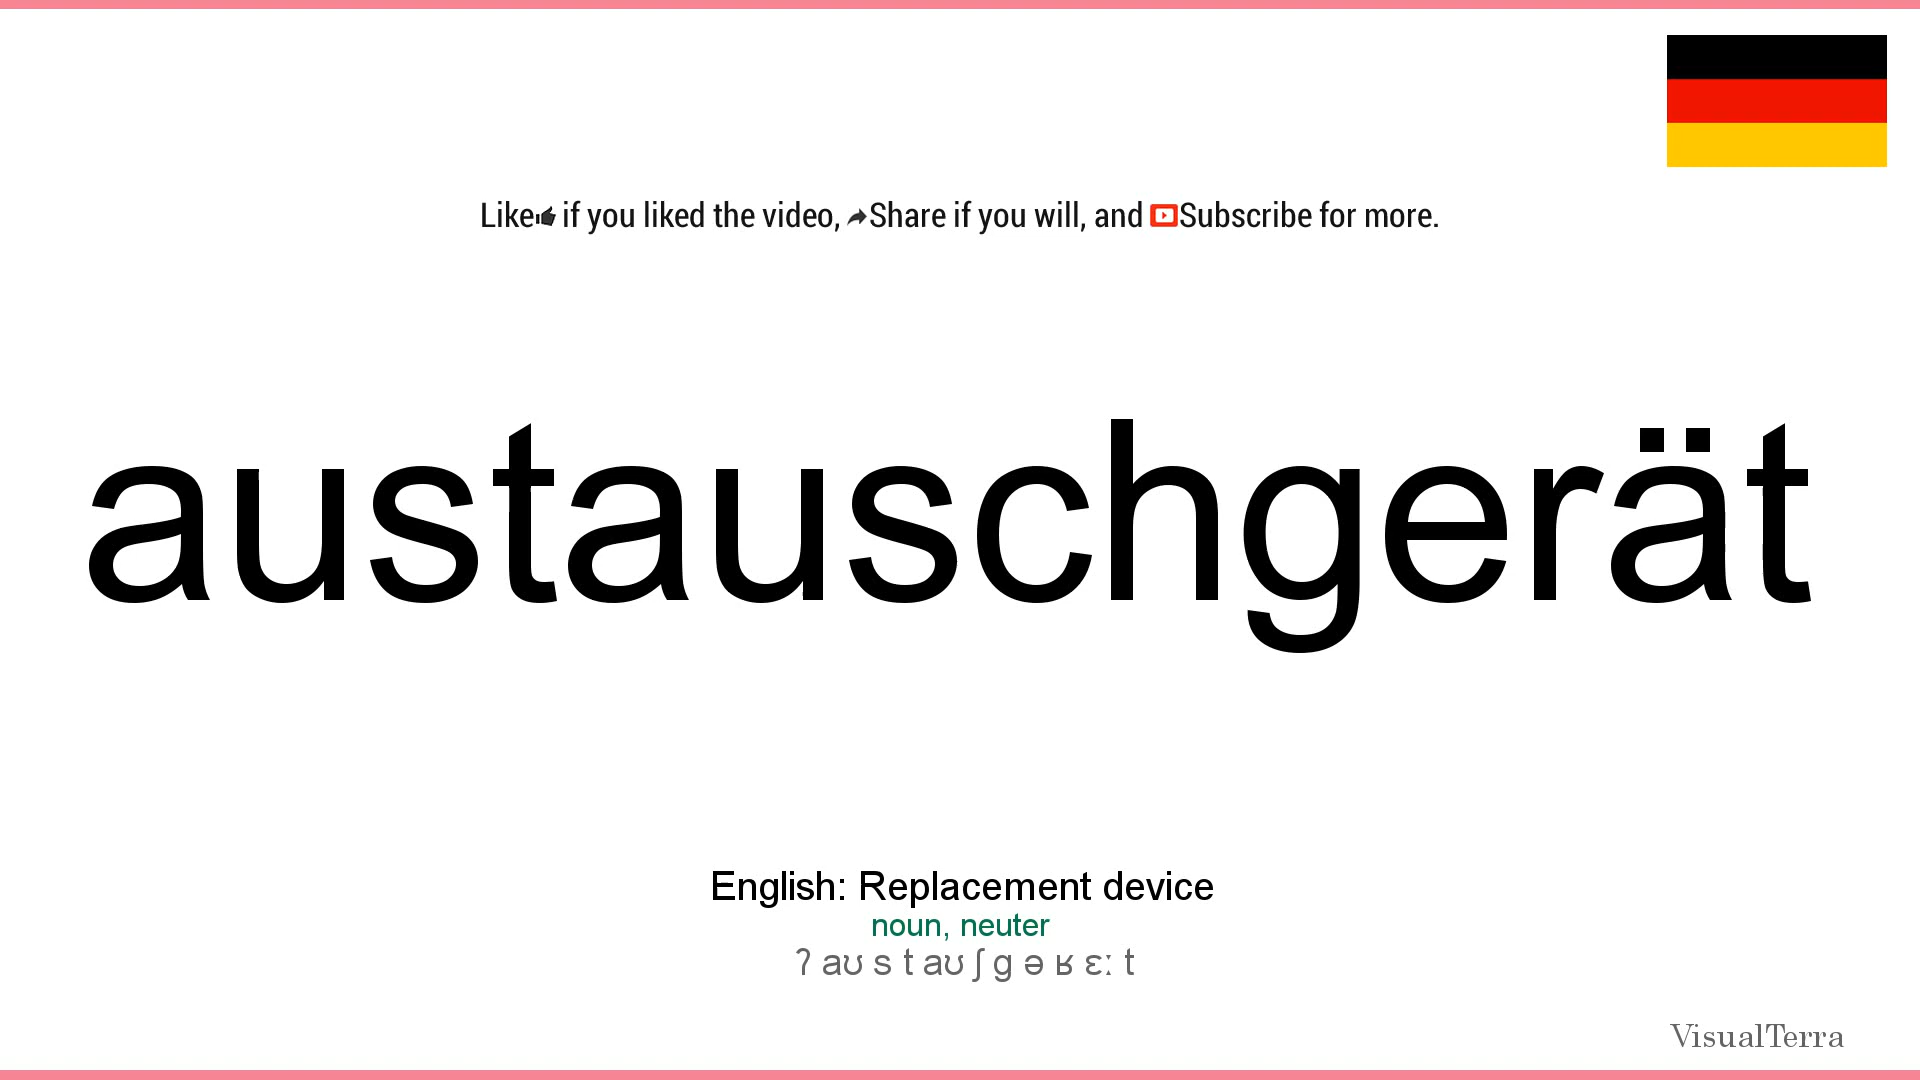 Like if you liked the video, Share if you will, and Subscribe for more.
austauschgerät
English: Replacement device
noun, neuter
ʔ aʊ s t aʊ ʃ g ə ʁ ɛː t
VisualTerra